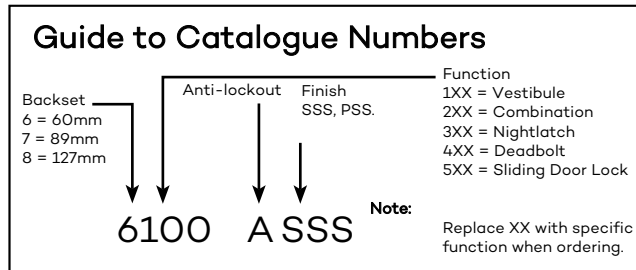 Guide to Catalogue Numbers
Backset
6 = 60mm
7 = 89mm
8 = 127mm
Anti-lockout
Finish
SSS, PSS.
Function
1XX = Vestibule
2XX = Combination
3XX = Nightlatch
4XX = Deadbolt
5XX = Sliding Door Lock
6100 A SSS
Note:
Replace XX with specific
function when ordering.